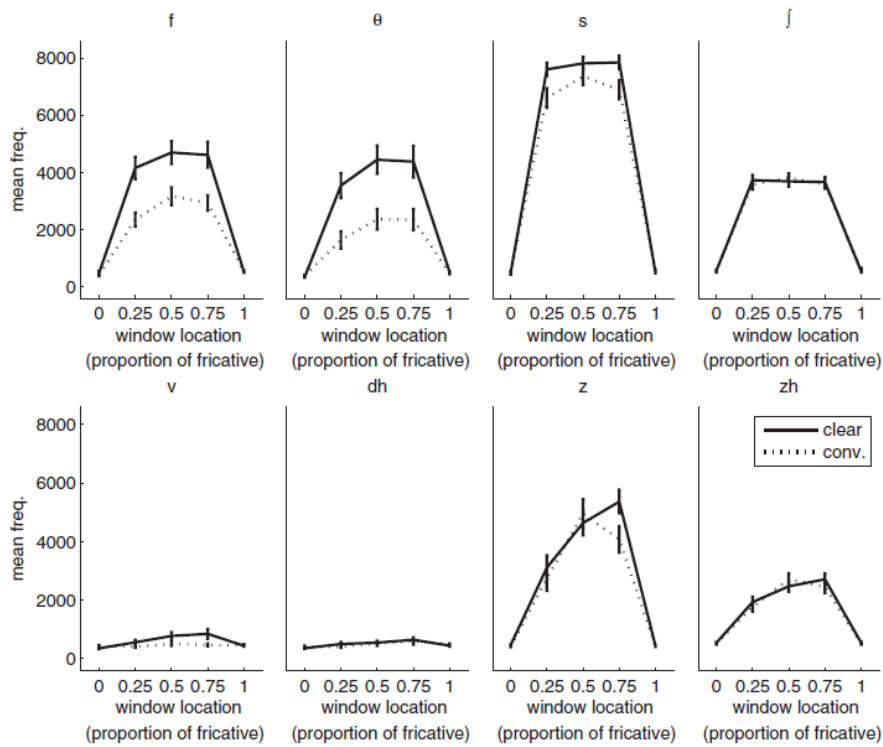 f θ s ʃ
8000
6000
4000
2000
0
mean freq.
0 0.25 0.5 0.75 1 0 0.25 0.5 0.75 1 0 0.25 0.5 0.75 1 0 0.25 0.5 0.75 1
window location window location window location window location
(proportion of fricative) (proportion of fricative) (proportion of fricative) (proportion of fricative)
v dh z zh
8000
6000
4000
2000
0
mean freq.
clear
conv.
0 0.25 0.5 0.75 1 0 0.25 0.5 0.75 1 0 0.25 0.5 0.75 1 0 0.25 0.5 0.75 1
window location window location window location window location
(proportion of fricative) (proportion of fricative) (proportion of fricative) (proportion of fricative)